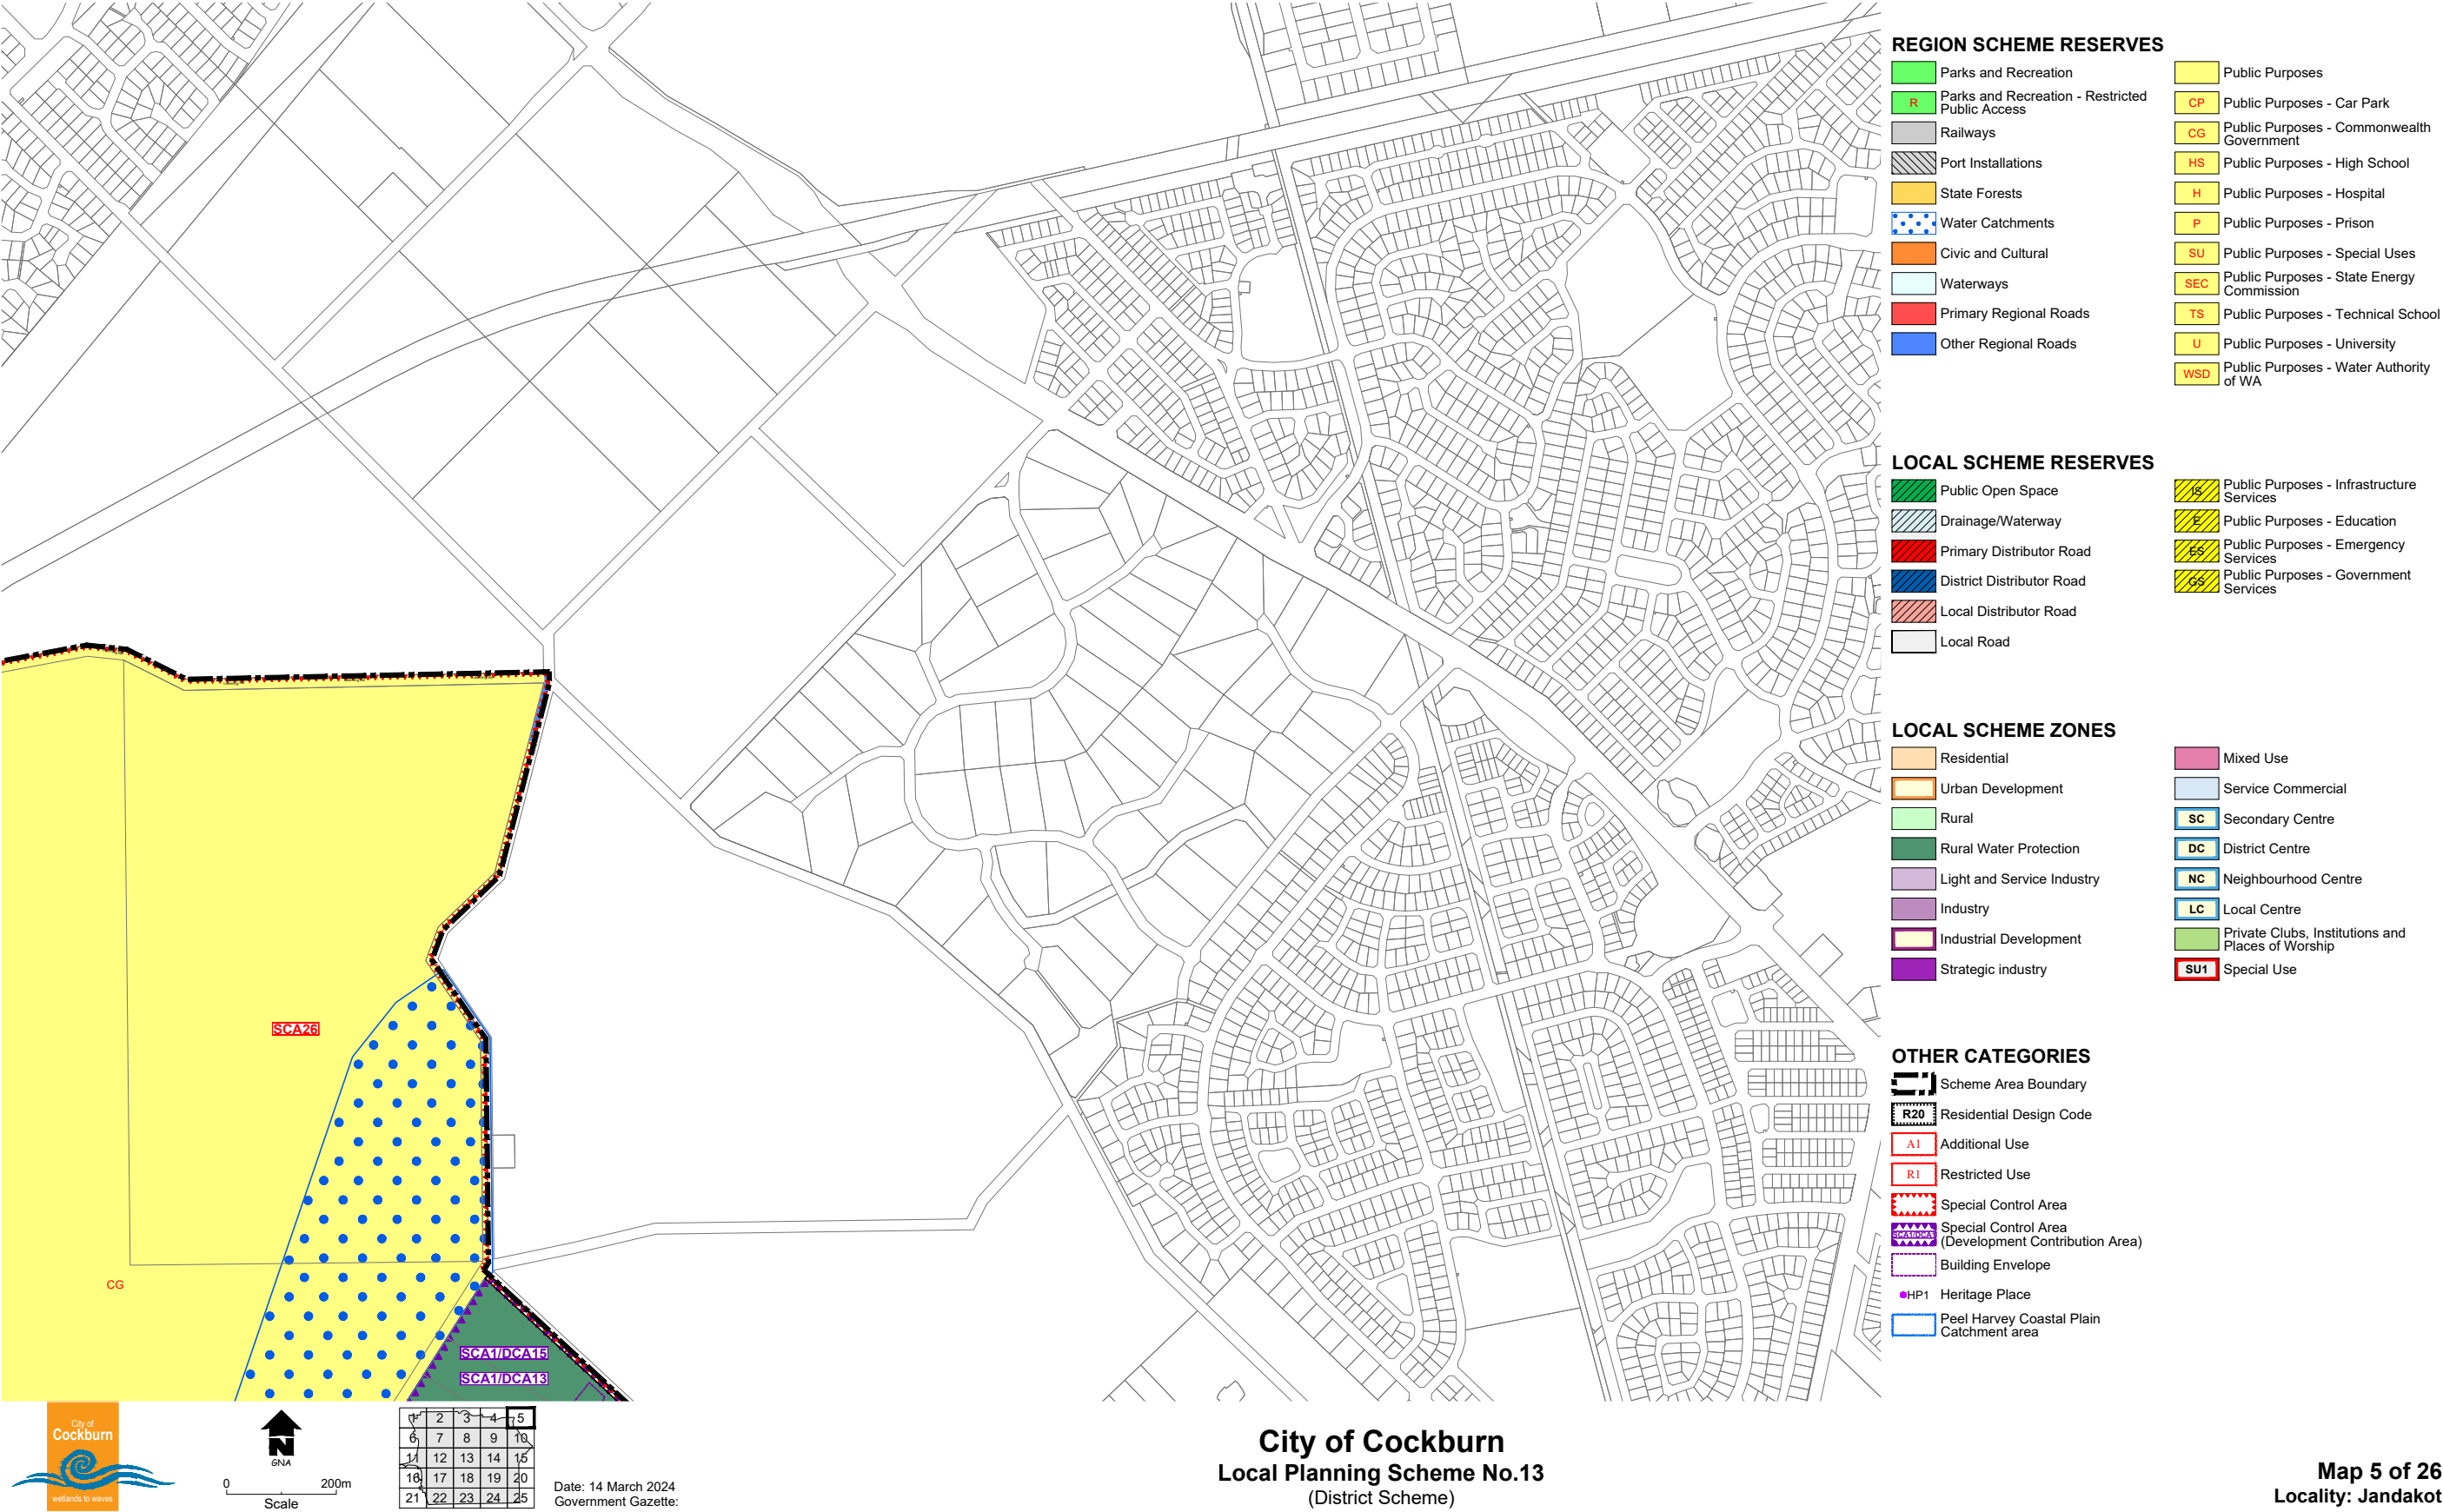 REGION SCHEME RESERVES
Parks and Recreation
R
Parks and Recreation - Restricted
Public Access
Railways
Port Installations
State Forests
Water Catchments
Civic and Cultural
Waterways
Primary Regional Roads
Other Regional Roads
Public Purposes
CP
Public Purposes - Car Park
CG
Public Purposes - Commonwealth
Government
HS
Public Purposes - High School
H
Public Purposes - Hospital
P
Public Purposes - Prison
SU
Public Purposes - Special Uses
SEC
Public Purposes - State Energy
Commission
TS
Public Purposes - Technical School
U
Public Purposes - University
WSD
Public Purposes - Water Authority
of WA
LOCAL SCHEME RESERVES
Public Open Space
Drainage/Waterway
Primary Distributor Road
District Distributor Road
Local Distributor Road
Local Road
IS
Public Purposes - Infrastructure
Services
E
Public Purposes - Education
ES
Public Purposes - Emergency
Services
GS
Public Purposes - Government
Services
LOCAL SCHEME ZONES
Residential
Urban Development
Rural
Rural Water Protection
Light and Service Industry
Industry
Industrial Development
Strategic industry
Mixed Use
Service Commercial
SC
Secondary Centre
DC
District Centre
NC
Neighbourhood Centre
LC
Local Centre
Private Clubs, Institutions and
Places of Worship
SU1
Special Use
OTHER CATEGORIES
Scheme Area Boundary
R20
Residential Design Code
A1
Additional Use
R1
Restricted Use
Special Control Area
SCA1/DCA1
Special Control Area
(Development Contribution Area)
Building Envelope
HP1
Heritage Place
Peel Harvey Coastal Plain
Catchment area
SCA26
CG
SCA1/DCA15
SCA1/DCA13
City of
Cockburn
wetlands to waves
N
GNA
0 200m
Scale
1 2 3 4 5
6 7 8 9 10
11 12 13 14 15
16 17 18 19 20
21 22 23 24 25
Date: 14 March 2024
Government Gazette:
City of Cockburn
Local Planning Scheme No.13
(District Scheme)
Map 5 of 26
Locality: Jandakot